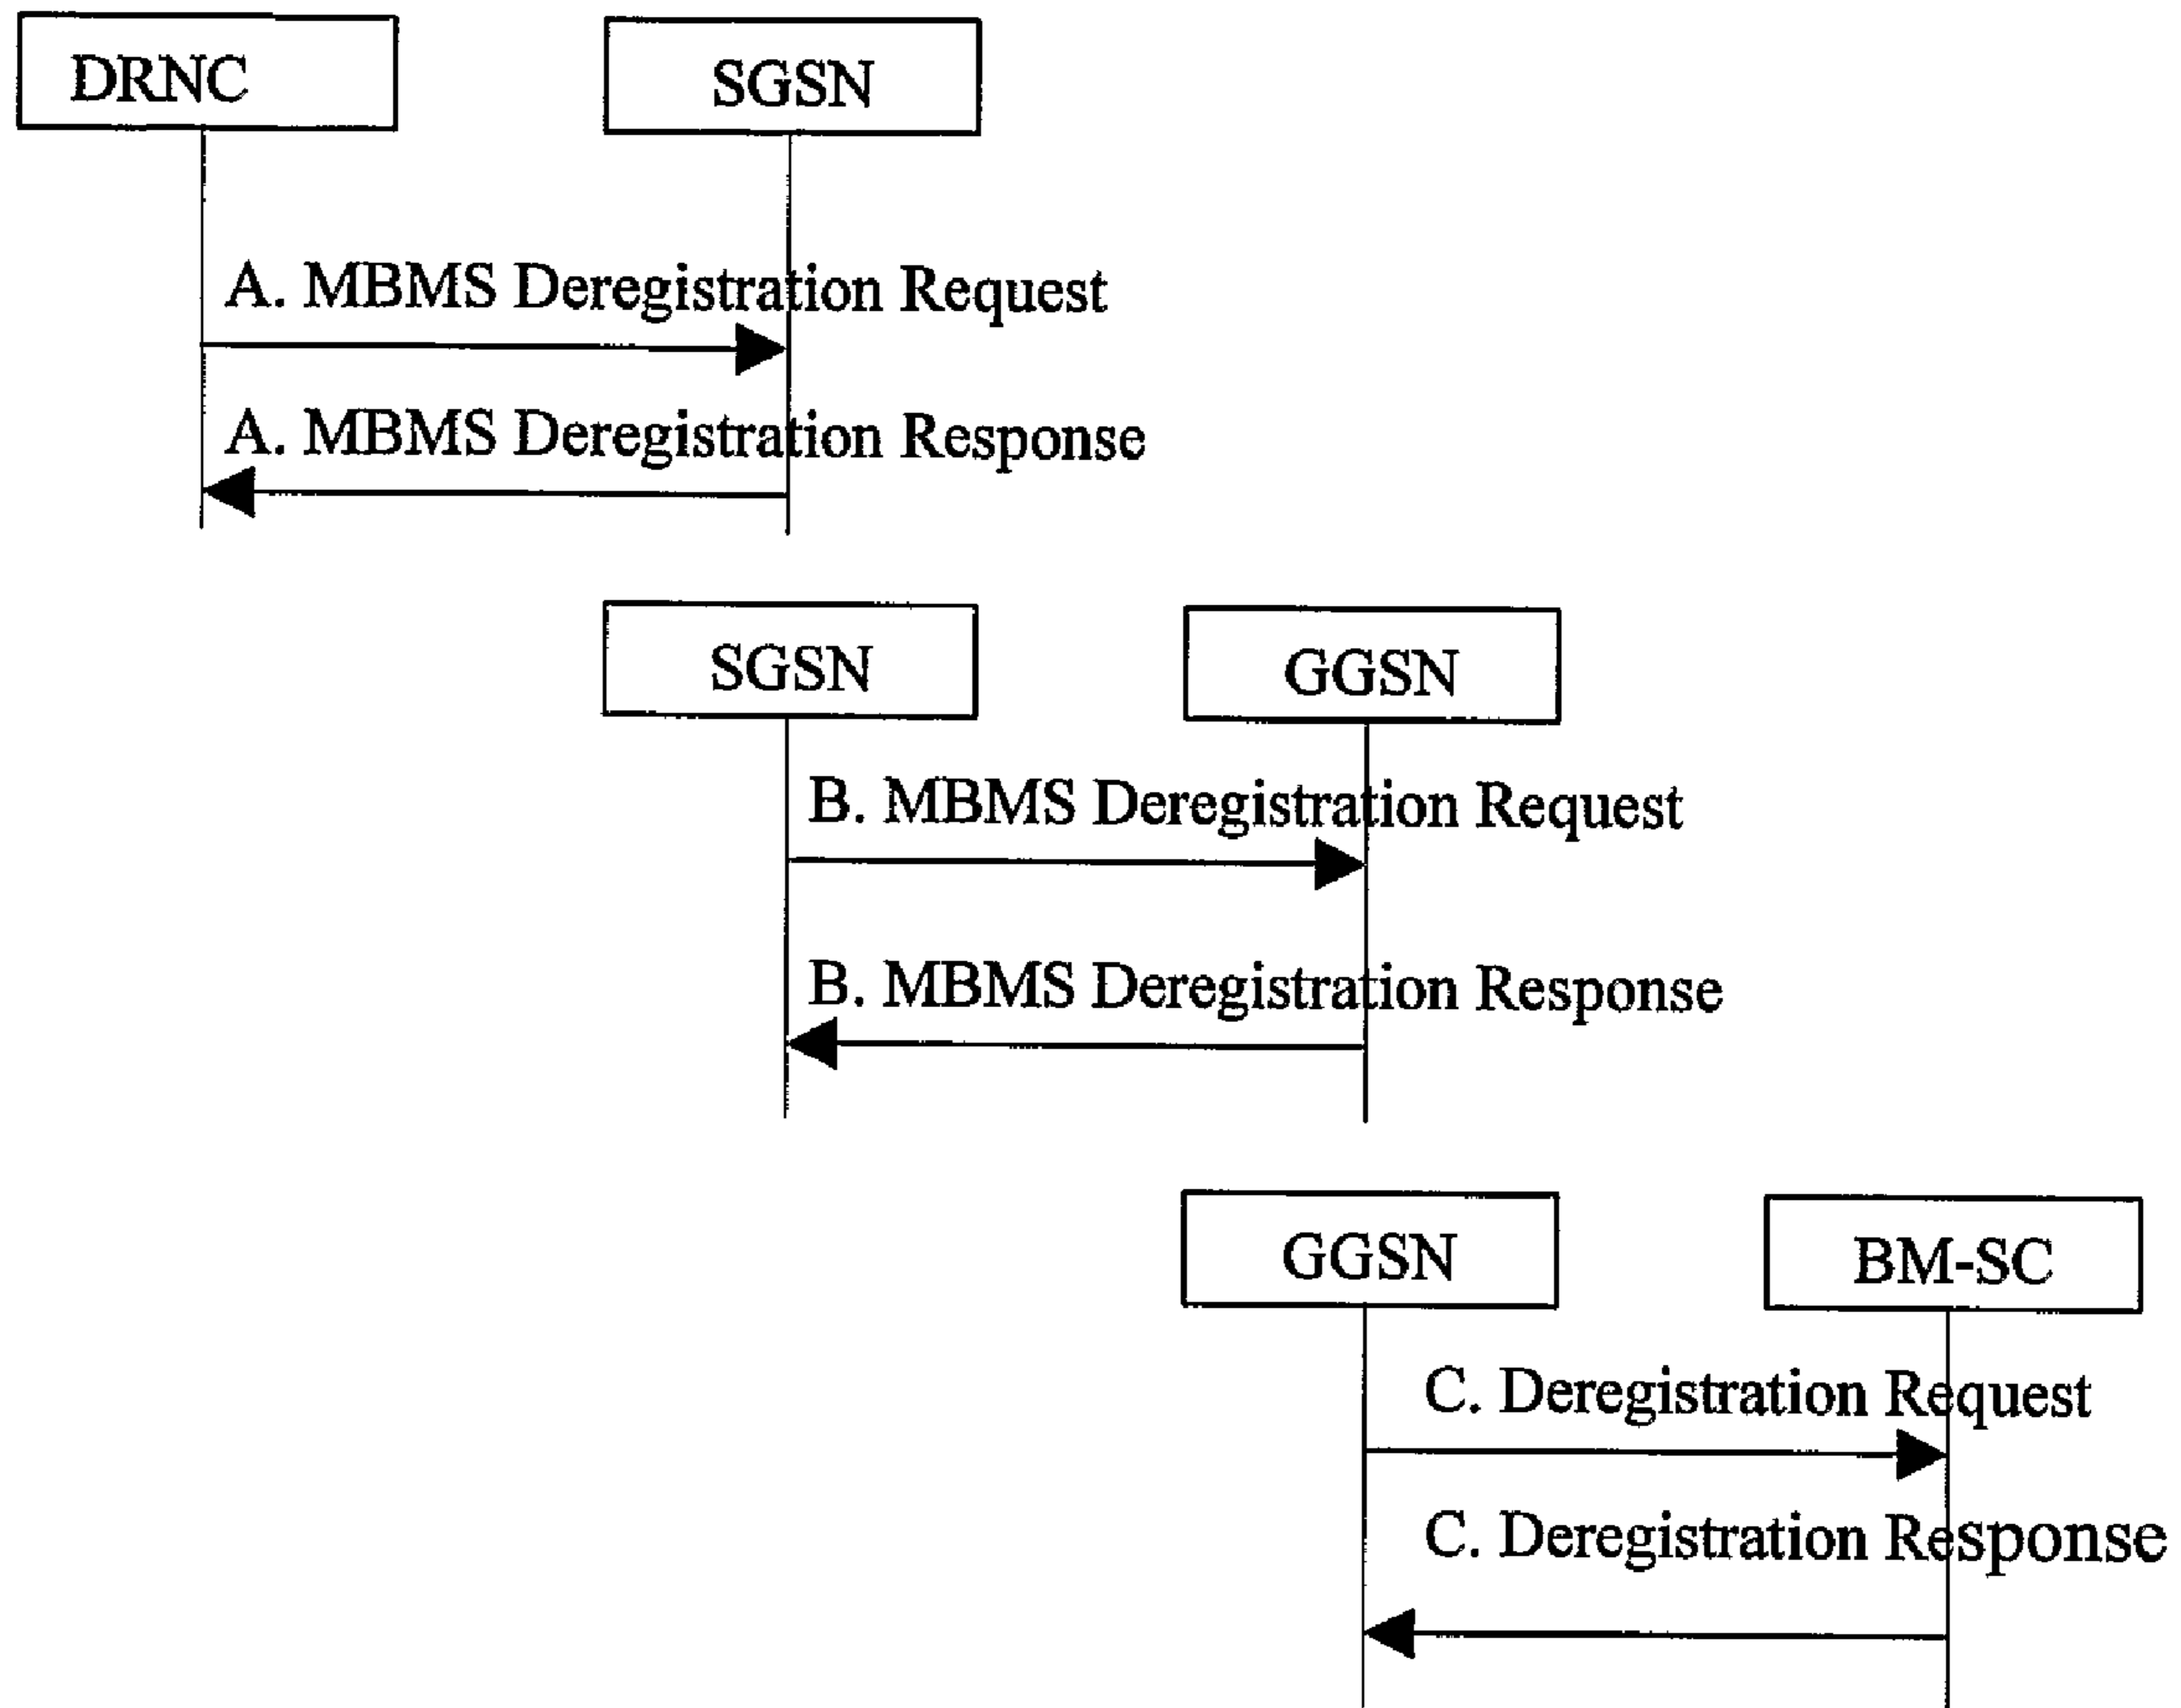 DRNC
SGSN
A. MBMS Deregistration Request
A. MBMS Deregistration Response
SGSN
GGSN
B. MBMS Deregistration Request
B. MBMS Deregistration Response
GGSN
BM-SC
C. Deregistration Request
C. Deregistration Response